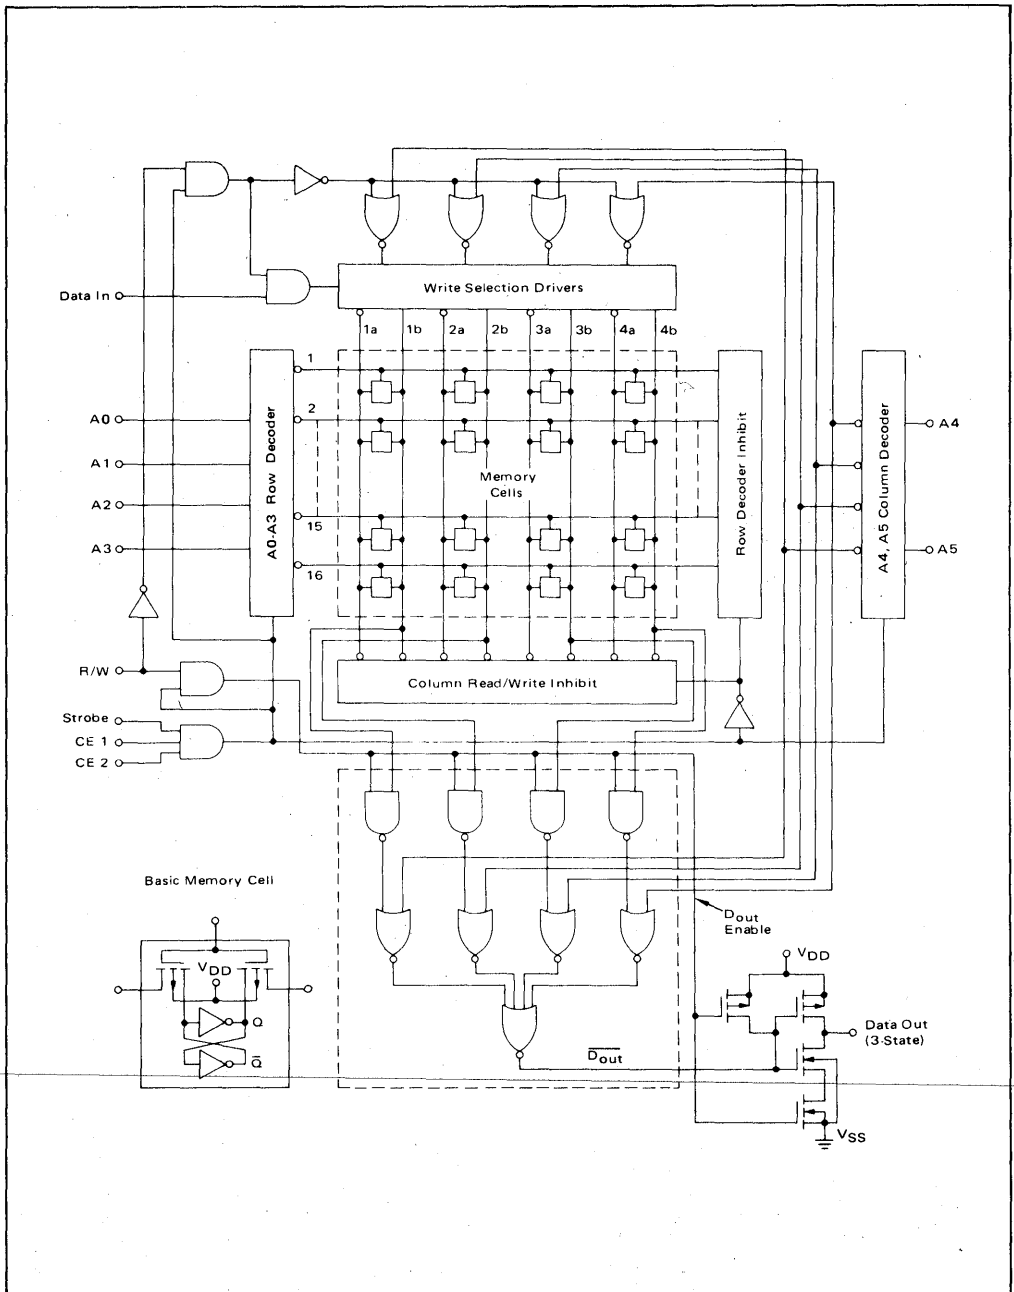 Data In
Write Selection Drivers
1a 1b 2a 2b 3a 3b 4a 4b
1
2
15
16
A0
A1
A2
A3
A0-A3 Row Decoder
Memory
Cells
Row Decoder Inhibit
A4, A5 Column Decoder
A4
A5
R/W
Column Read/Write Inhibit
Strobe
CE 1
CE 2
Basic Memory Cell
VDD
Q
Q̅
Dout
Enable
VDD
Data Out
(3-State)
D̅o̅u̅t̅
VSS